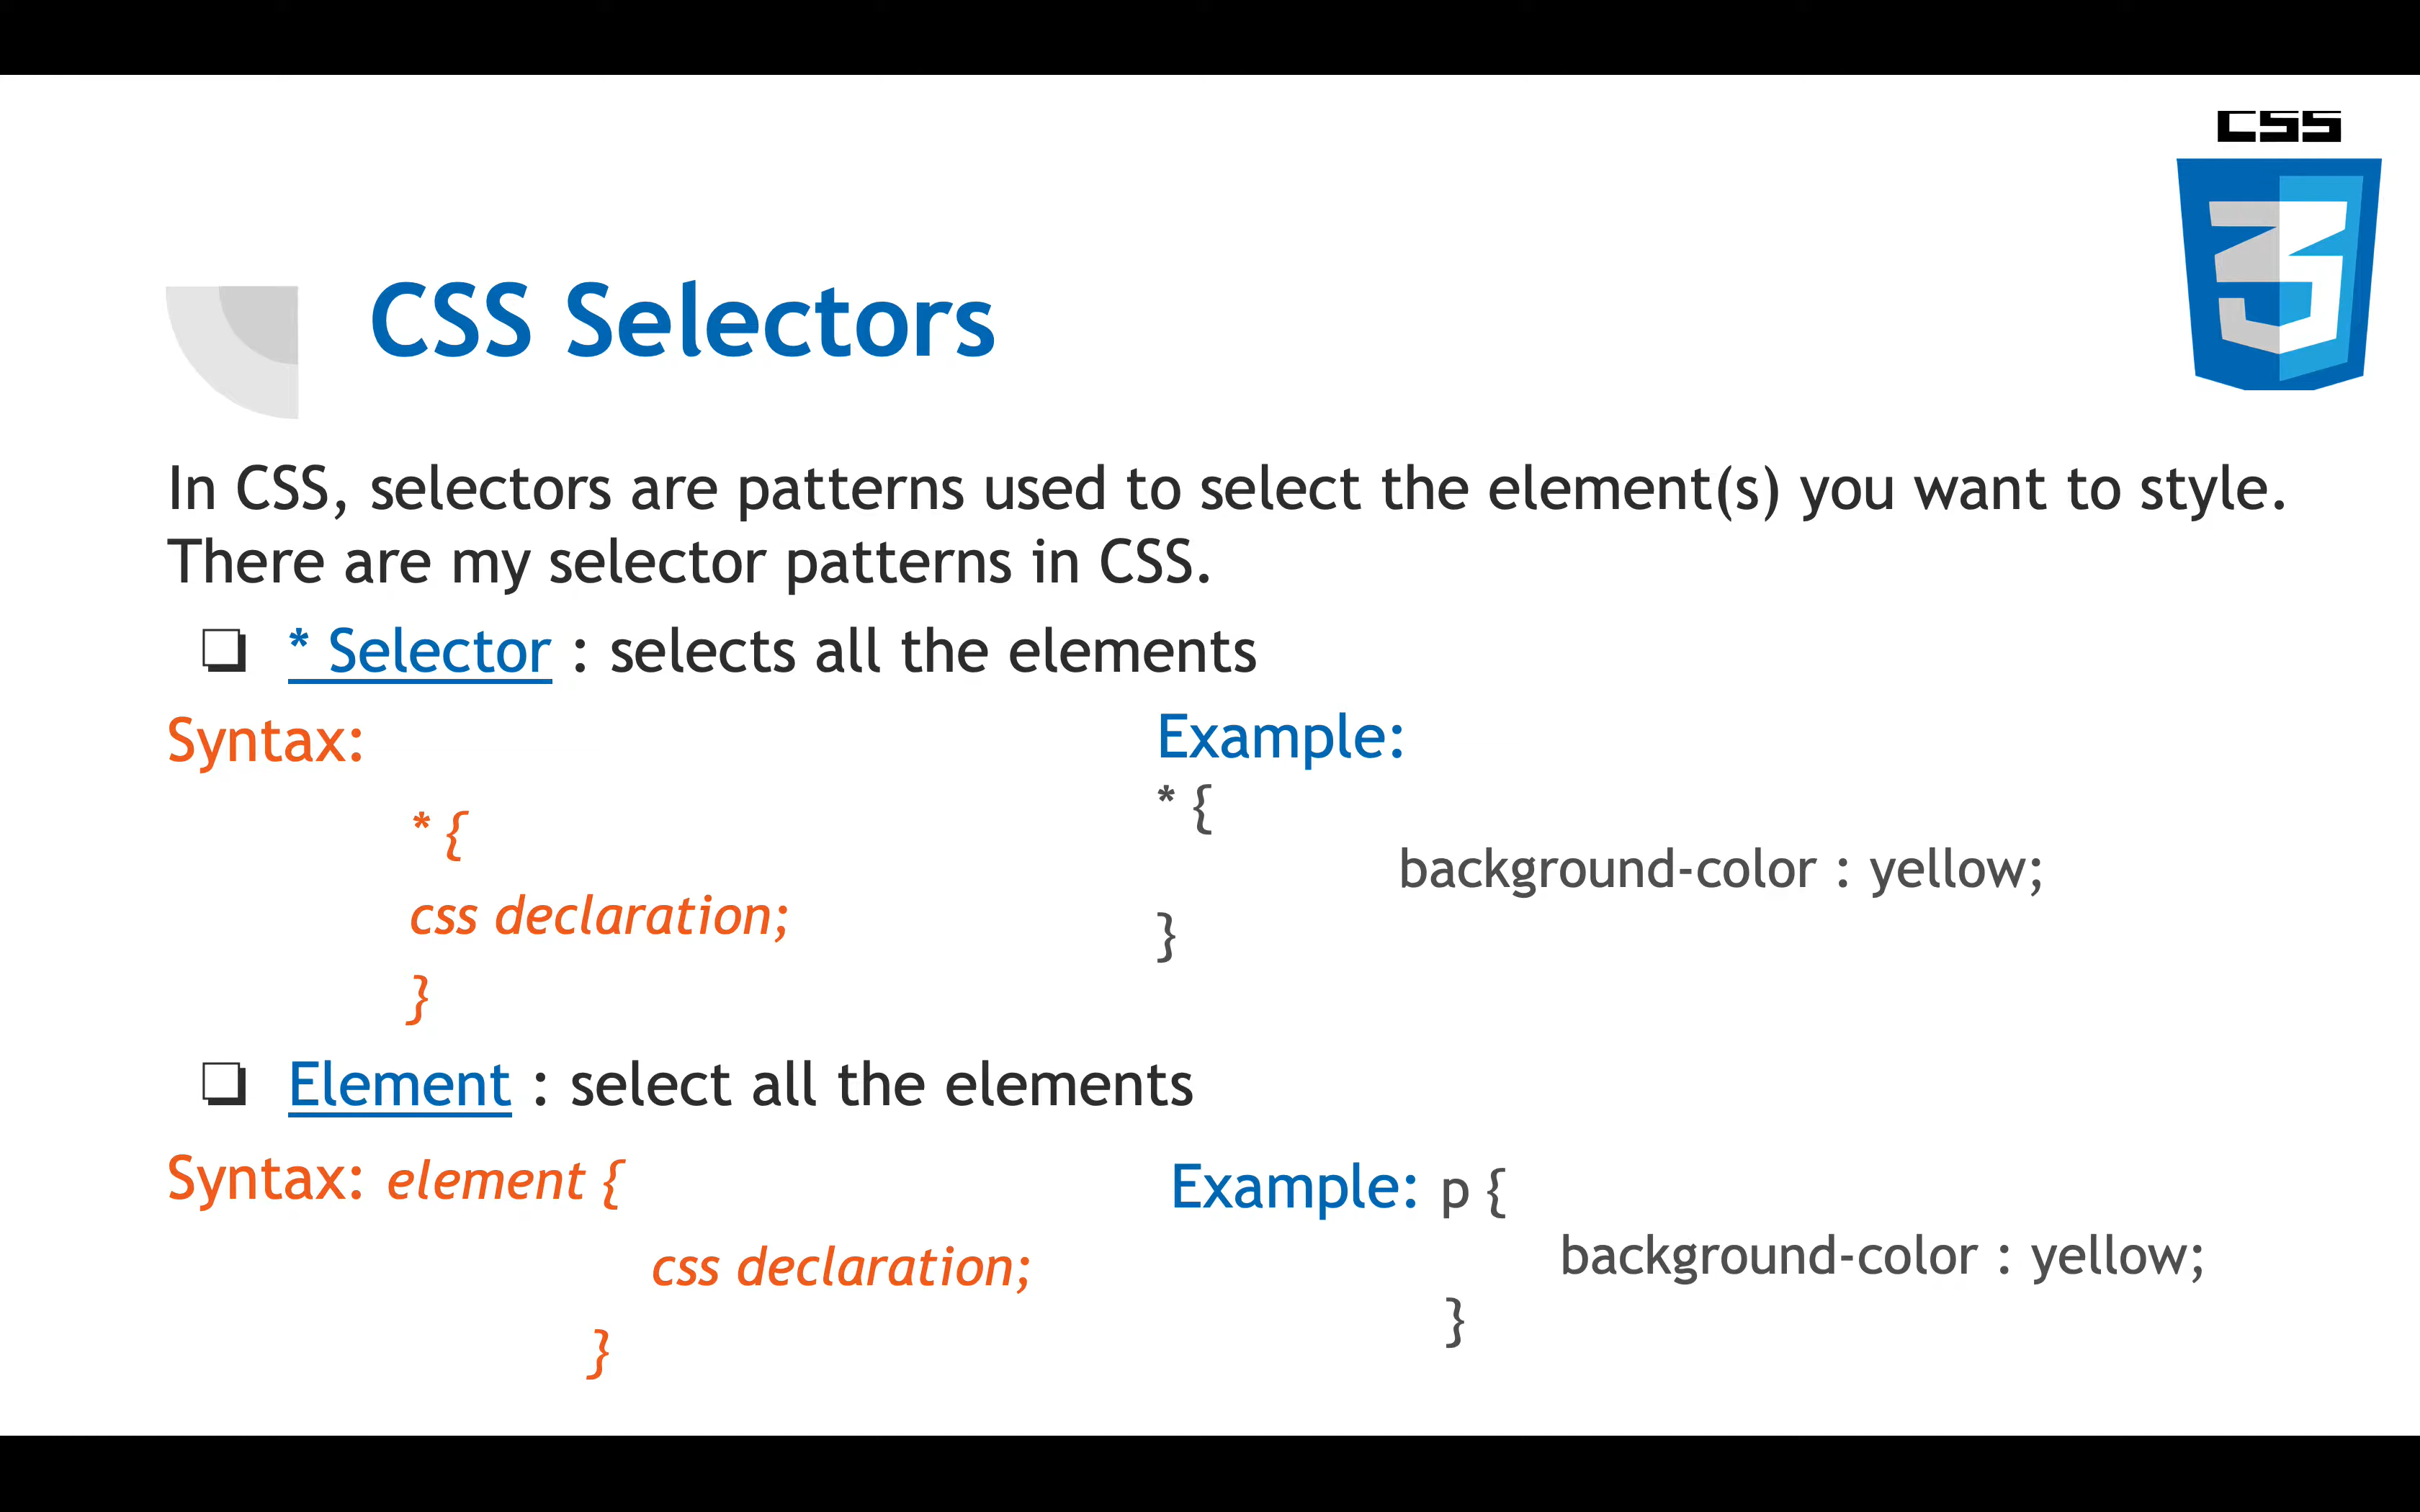 CSS
CSS Selectors
In CSS, selectors are patterns used to select the element(s) you want to style.
There are my selector patterns in CSS.
* Selector : selects all the elements
Syntax:
* {
css declaration;
}
Example:
* {
background-color : yellow;
}
Element : select all the elements
Syntax: element {
css declaration;
}
Example: p {
background-color : yellow;
}